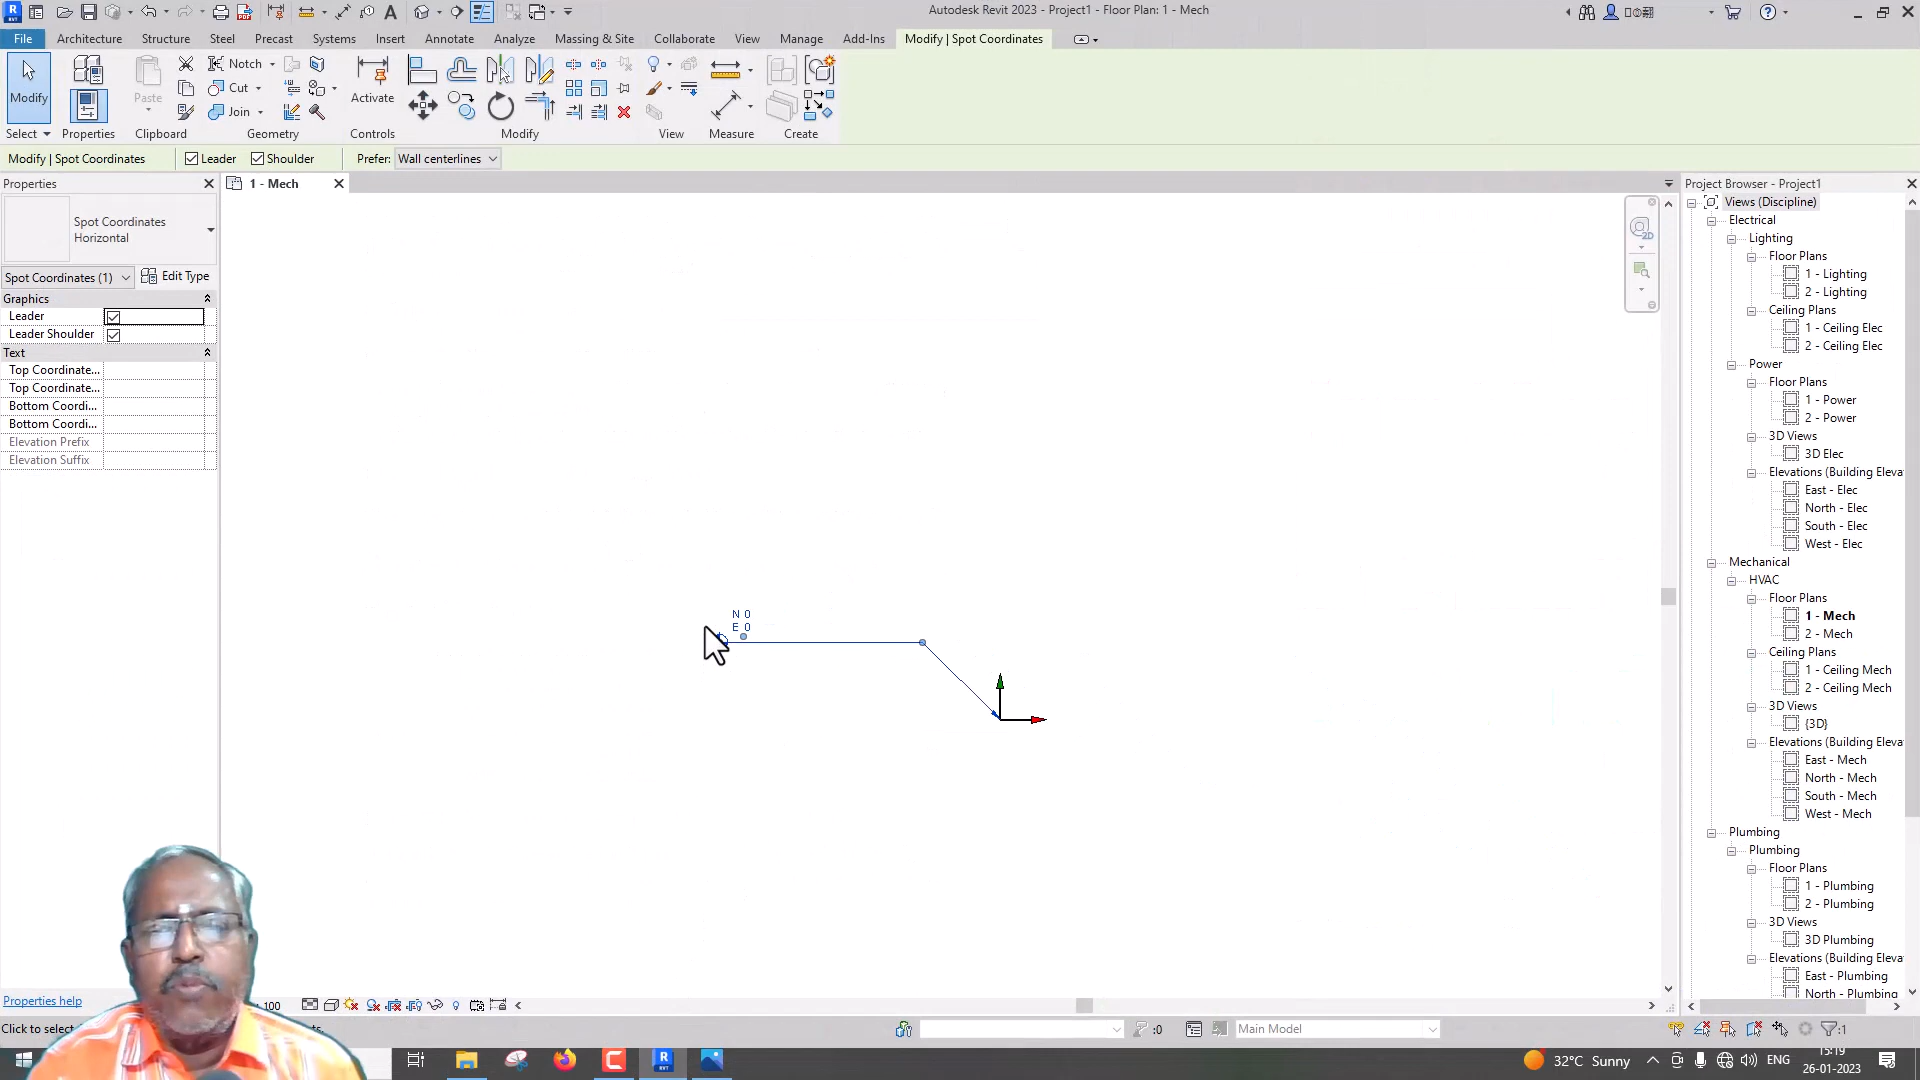 Autodesk Revit 2023 - Project1 - Floor Plan: 1 - Mech
File Architecture Structure Steel Precast Systems Insert Annotate Analyze Massing & Site Collaborate View Manage Add-Ins Modify | Spot Coordinates
Modify Paste Notch Cut Join Activate
Select Properties Clipboard Geometry Controls Modify View Measure Create
Modify | Spot Coordinates Leader Shoulder Prefer: Wall centerlines
Properties
1 - Mech
Project Browser - Project1
Spot Coordinates
Horizontal
Spot Coordinates (1) Edit Type
Graphics
Leader
Leader Shoulder
Text
Top Coordinate...
Top Coordinate...
Bottom Coordi...
Bottom Coordi...
Elevation Prefix
Elevation Suffix
Properties help
N 0
E 0
2D
Views (Discipline)
Electrical
Lighting
Floor Plans
1 - Lighting
2 - Lighting
Ceiling Plans
1 - Ceiling Elec
2 - Ceiling Elec
Power
Floor Plans
1 - Power
2 - Power
3D Views
3D Elec
Elevations (Building Eleva
East - Elec
North - Elec
South - Elec
West - Elec
Mechanical
HVAC
Floor Plans
1 - Mech
2 - Mech
Ceiling Plans
1 - Ceiling Mech
2 - Ceiling Mech
3D Views
{3D}
Elevations (Building Eleva
East - Mech
North - Mech
South - Mech
West - Mech
Plumbing
Plumbing
Floor Plans
1 - Plumbing
2 - Plumbing
3D Views
3D Plumbing
Elevations (Building Eleva
East - Plumbing
North - Plumbing
100
Click to select
:0 Main Model :1
32°C Sunny ENG 15:19
26-01-2023